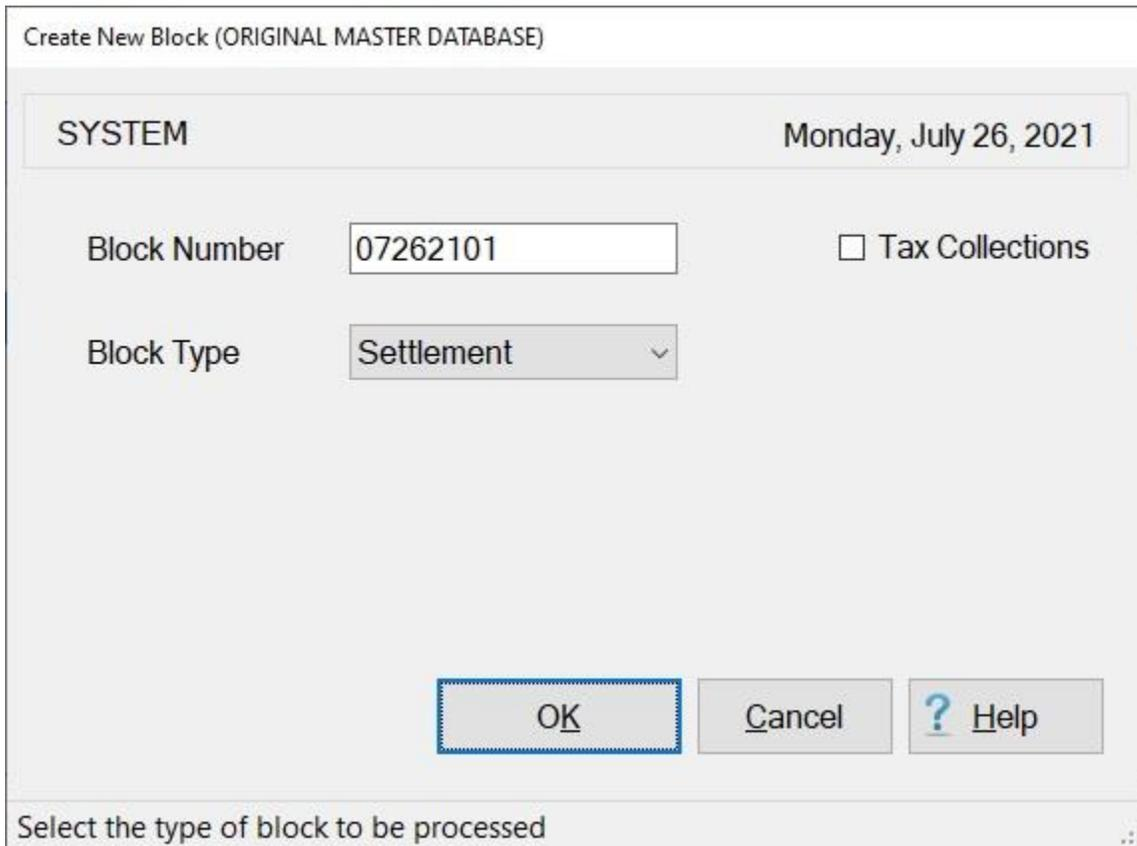 Create New Block (ORIGINAL MASTER DATABASE)
SYSTEM Monday, July 26, 2021
Block Number 07262101 Tax Collections
Block Type Settlement
OK Cancel ? Help
Select the type of block to be processed